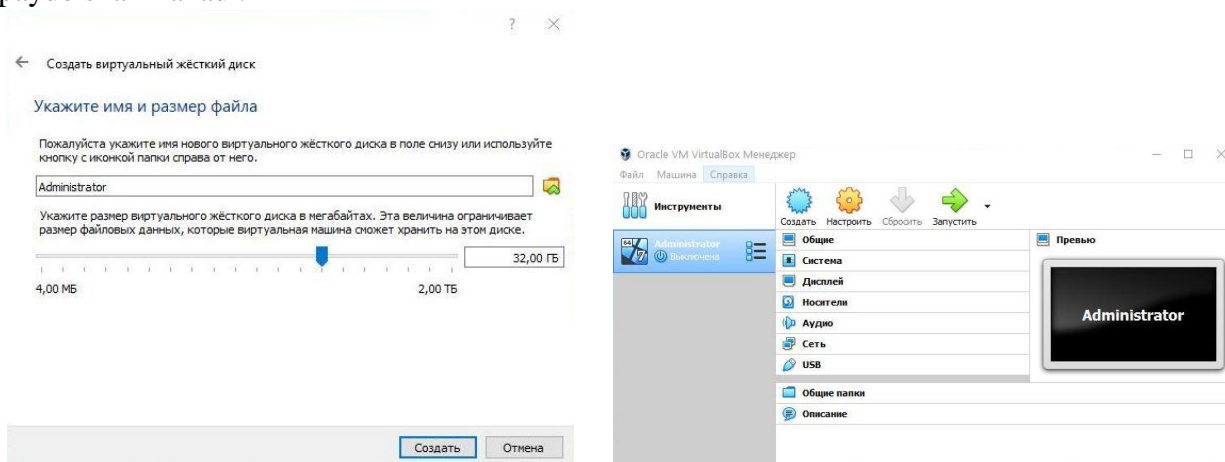 ?
Создать виртуальный жёсткий диск
Укажите имя и размер файла
Пожалуйста укажите имя нового виртуального жёсткого диска в поле снизу или используйте
кнопку с иконкой папки справа от него.
Administrator
Укажите размер виртуального жёсткого диска в мегабайтах. Эта величина ограничивает
размер файловых данных, которые виртуальная машина сможет хранить на этом диске.
32,00 ГБ
4,00 МБ 2,00 ТБ
Создать Отмена
Oracle VM VirtualBox Менеджер
Файл Машина Справка
Инструменты
Создать Настроить Сбросить Запустить
64 Administrator
7 Выключена
Общие
Система
Дисплей
Носители
Аудио
Сеть
USB
Общие папки
Описание
Превью
Administrator